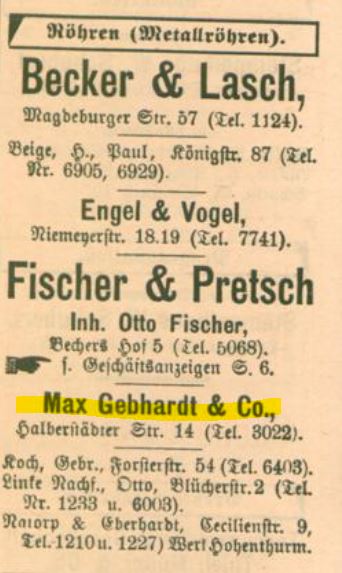 Röhren (Metallröhren).
Becker & Lasch,
Magdeburger Str. 57 (Tel. 1124).
Beige, H., Paul, Königstr. 87 (Tel.
Nr. 6905, 6929).
Engel & Vogel,
Niemeyerstr. 18.19 (Tel. 7741).
Fischer & Pretsch
Inh. Otto Fischer,
Bechers Hof 5 (Tel. 5068).
s. Geschäftsanzeigen S. 6.
Max Gebhardt & Co.,
Halberstädter Str. 14 (Tel. 3022).
Koch, Gebr., Forsterstr. 54 (Tel. 6403).
Linke Nachf., Otto, Blücherstr. 2 (Tel.
Nr. 1233 u. 6003).
Natorp & Eberhardt, Cecilienstr. 9,
Tel. 1210 u. 1227) Werk Hohenthurm.